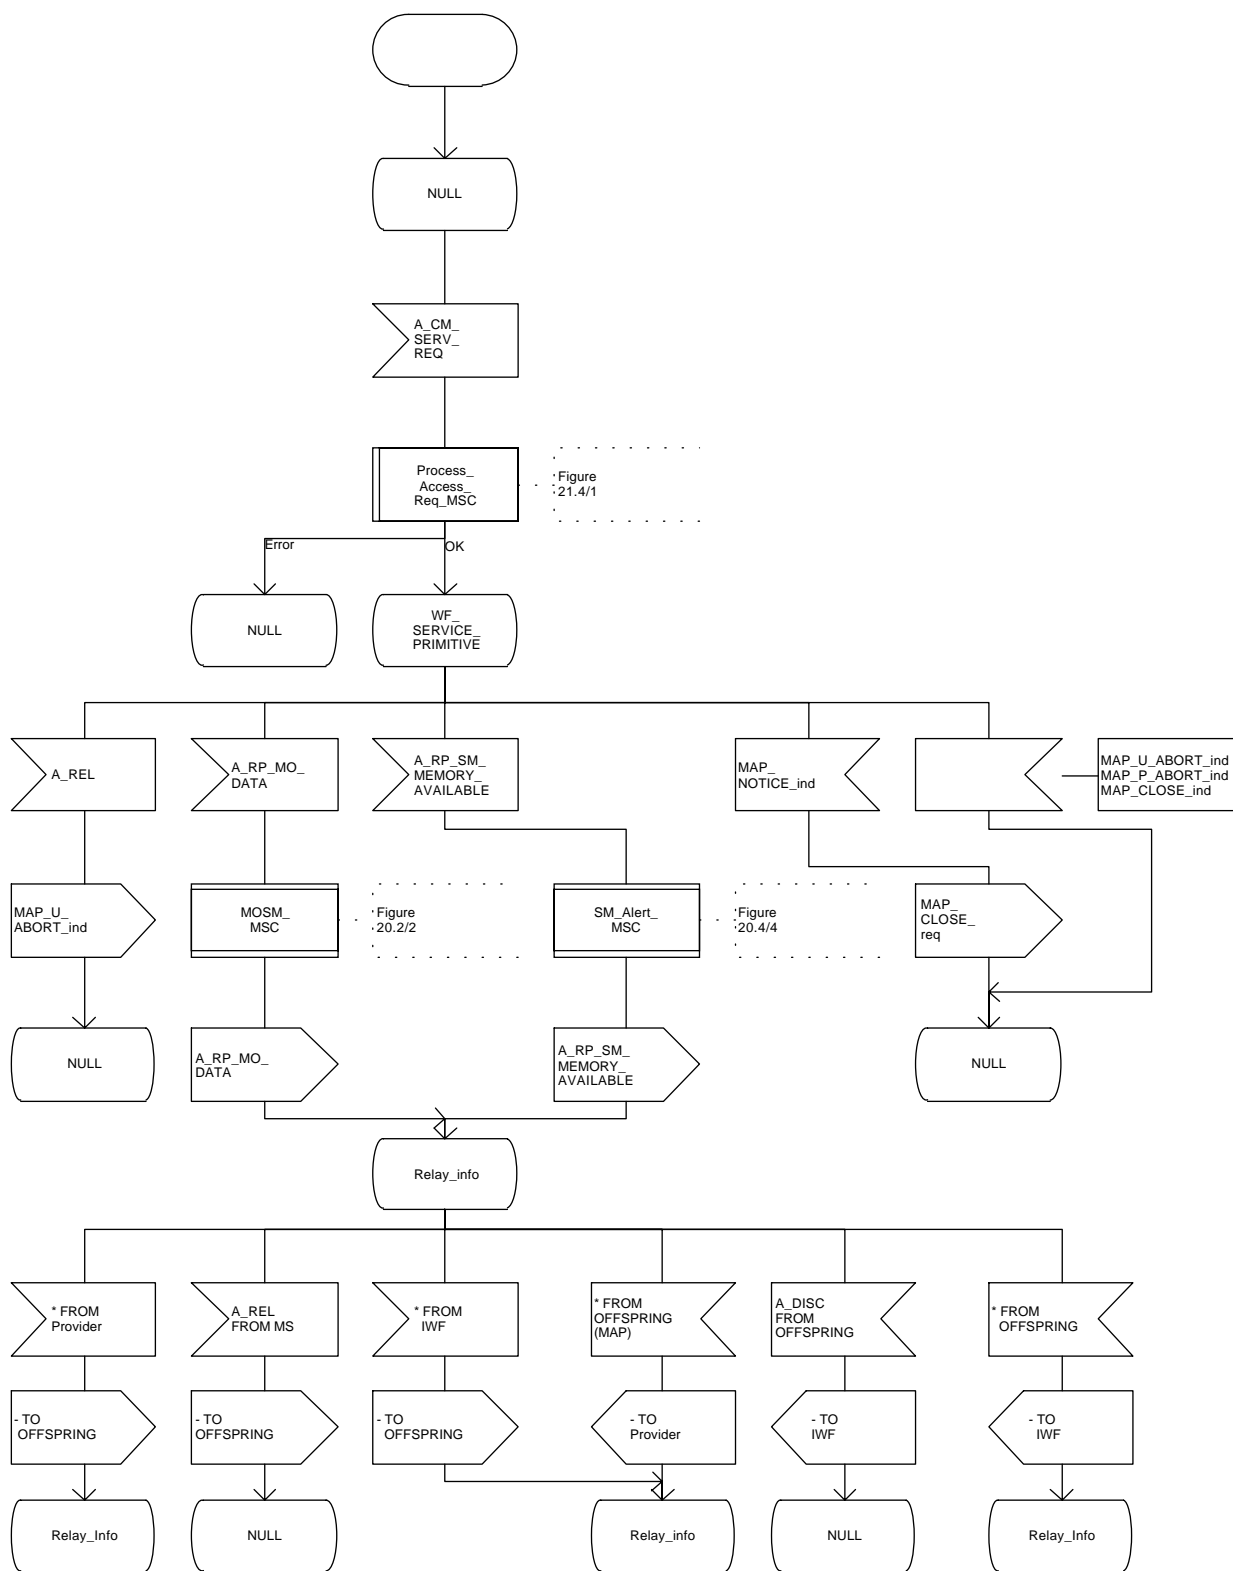 NULL
A_CM_
SERV_
REQ
Process_
Access_
Req_MSC
Figure
21.4/1
Error
OK
NULL
WF_
SERVICE_
PRIMITIVE
A_REL
A_RP_MO_
DATA
A_RP_SM_
MEMORY_
AVAILABLE
MAP_
NOTICE_ind
MAP_U_ABORT_ind
MAP_P_ABORT_ind
MAP_CLOSE_ind
MAP_U_
ABORT_ind
MOSM_
MSC
Figure
20.2/2
SM_Alert_
MSC
Figure
20.4/4
MAP_
CLOSE_
req
NULL
A_RP_MO_
DATA
A_RP_SM_
MEMORY_
AVAILABLE
NULL
Relay_info
* FROM
Provider
A_REL
FROM MS
* FROM
IWF
* FROM
OFFSPRING
(MAP)
A_DISC
FROM
OFFSPRING
* FROM
OFFSPRING
- TO
OFFSPRING
- TO
OFFSPRING
- TO
OFFSPRING
- TO
Provider
- TO
IWF
- TO
IWF
Relay_Info
NULL
Relay_info
NULL
Relay_Info